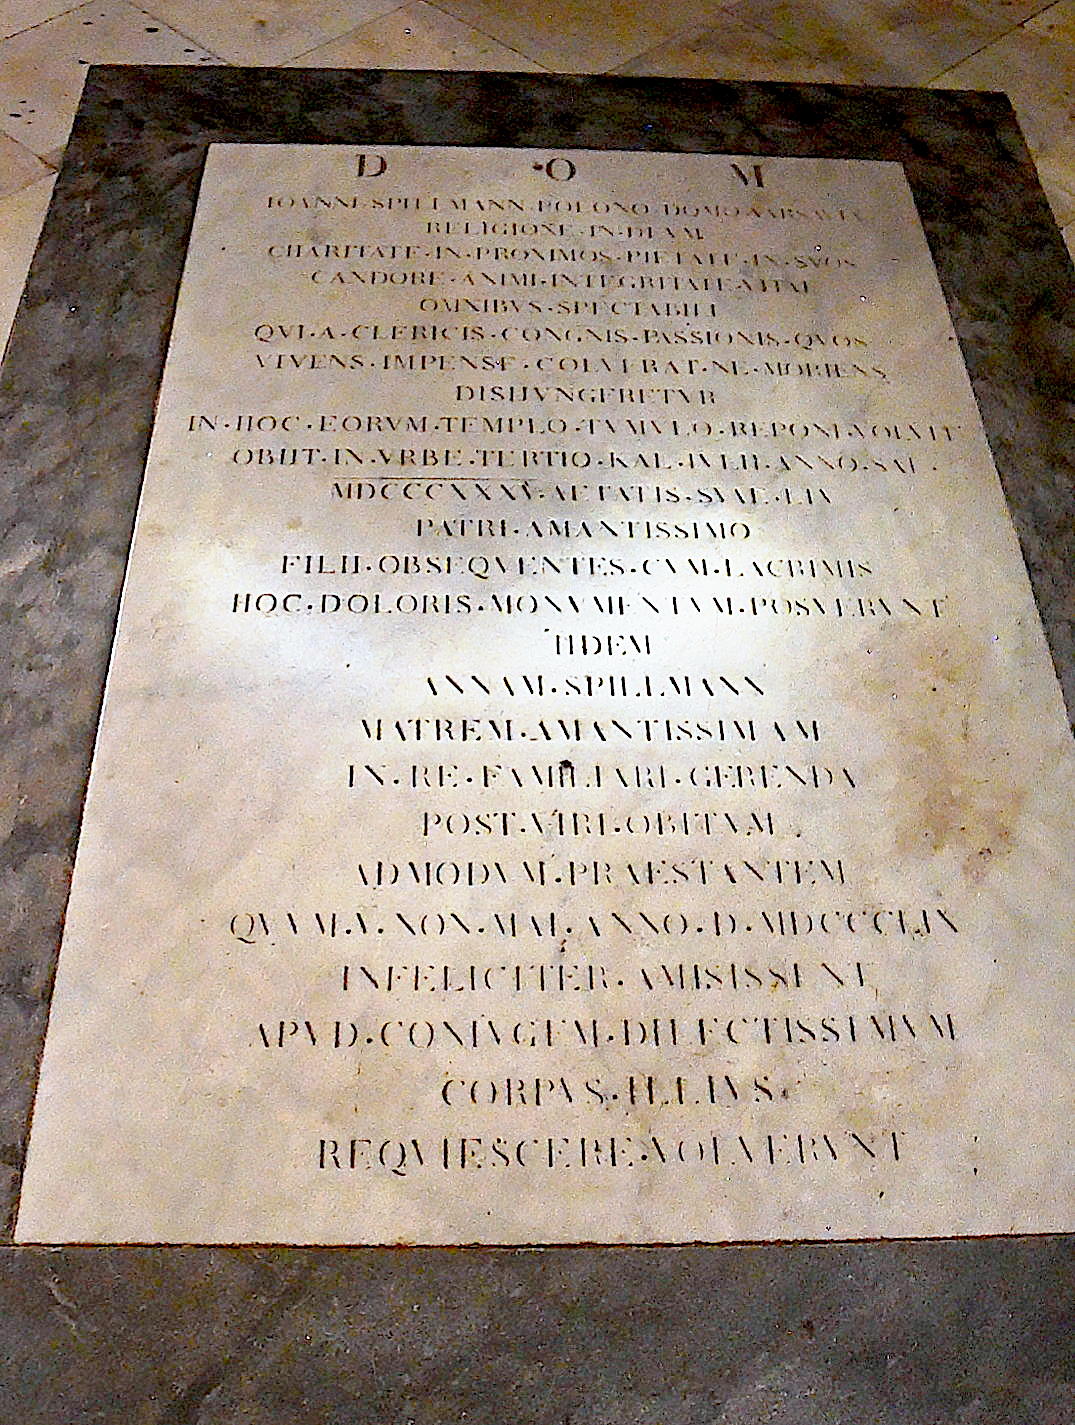 D O M
IOANNI·SPILLMANN·POLONO·DOMO·VARSAVIA
RELIGIONE·IN·DEVM
CHARITATE·IN·PROXIMOS·PIETATE·IN·SVOS
CANDORE·ANIMI·INTEGRITATE·VITAE
OMNIBVS·SPECTABILI
QVI·A·CLERICIS·CONGNIS·PASSIONIS·QVOS
VIVENS·IMPENSE·COLVERAT·NE·MORIENS
DISIIVNGERETVR
IN·HOC·EORVM·TEMPLO·TVMVLO·REPONI·VOLVIT
OBIIT·IN·VRBE·TERTIO·KAL·IVLII·ANNO·SAL·
MDCCCXXXV·AETATIS·SVAE·LIV
PATRI·AMANTISSIMO
FILII·OBSEQVENTES·CVM·LACRIMIS
HOC·DOLORIS·MONVMENTVM·POSVERVNT
IIDEM
ANNAM·SPILLMANN
MATREM·AMANTISSIMAM
IN·RE·FAMILIARI·GERENDA
POST·VIRI·OBITVM
ADMODVM·PRAESTANTEM
QVAM·V·NON·MAI·ANNO·D·MDCCCLIX
INFELICITER·AMISISSENT
APVD·CONIVGEM·DILECTISSIMVM
CORPVS·ILLIVS
REQVIESCERE·VOLVERVNT